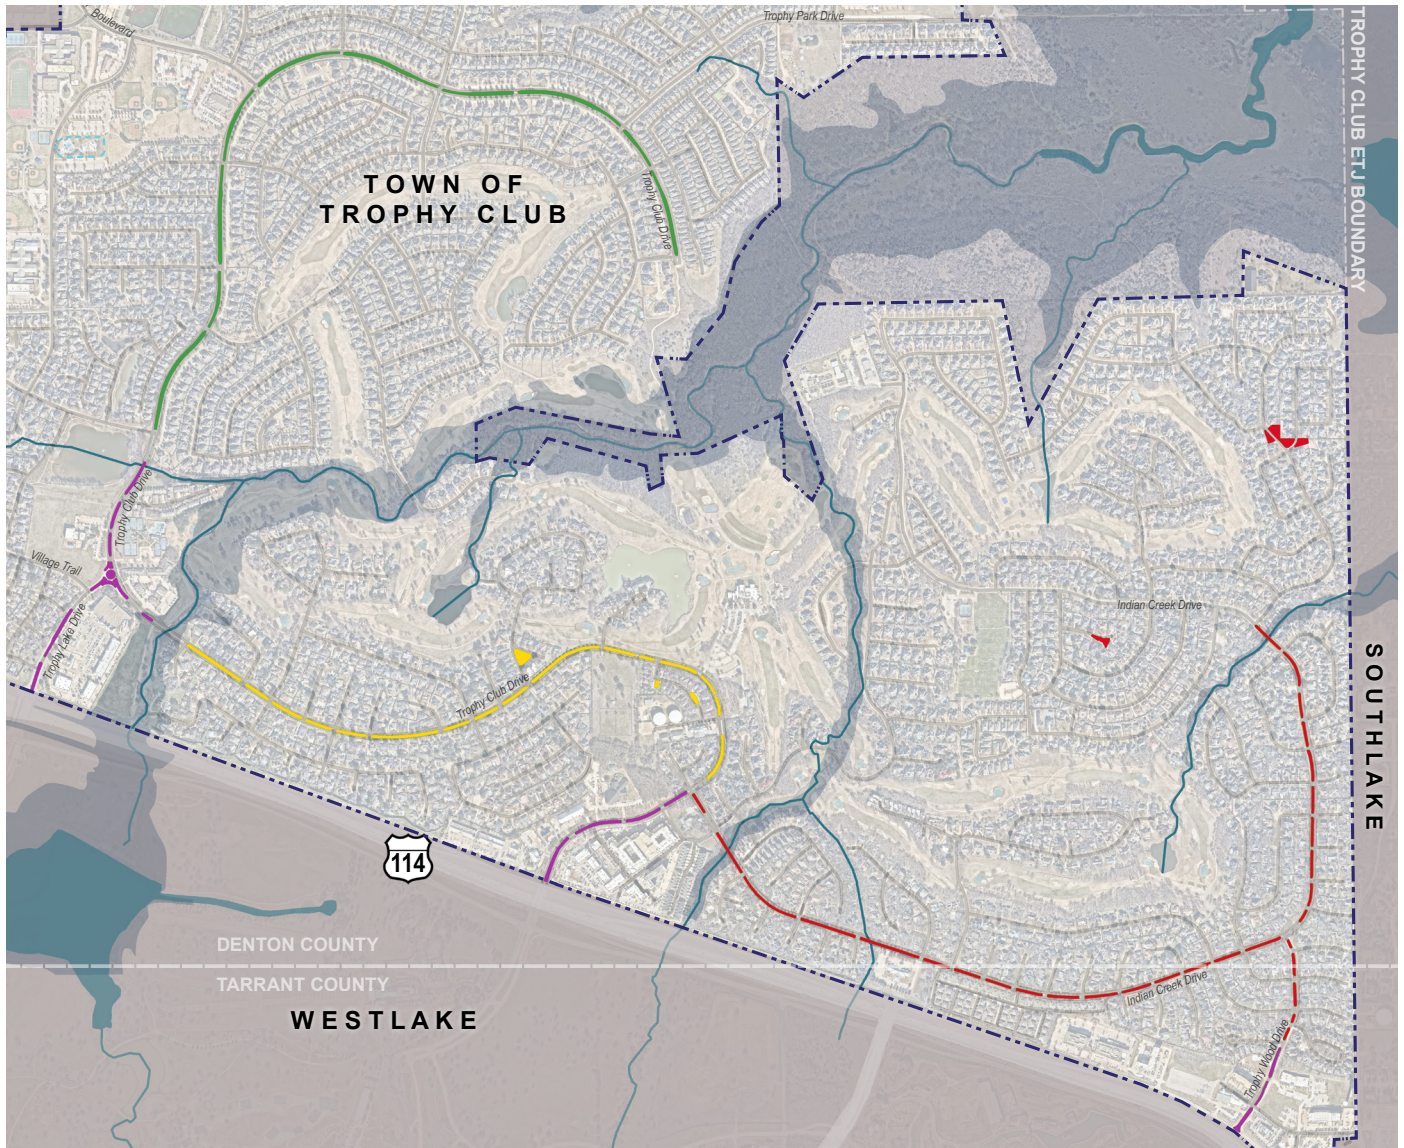 Boulevard
Trophy Park Drive
TROPHY CLUB ETJ BOUNDARY
TOWN OF
TROPHY CLUB
Trophy Club Drive
Trophy Club Drive
Village Trail
Trophy Lake Drive
Indian Creek Drive
Trophy Club Drive
SOUTHLAKE
114
DENTON COUNTY
TARRANT COUNTY
WESTLAKE
Indian Creek Drive
Trophy Wood Drive